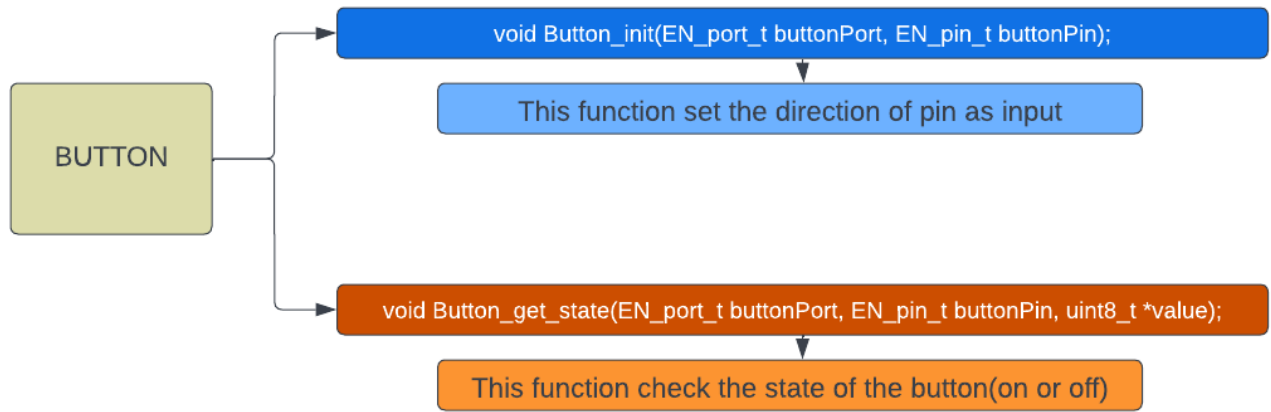 BUTTON
void Button_init(EN_port_t buttonPort, EN_pin_t buttonPin);
This function set the direction of pin as input
void Button_get_state(EN_port_t buttonPort, EN_pin_t buttonPin, uint8_t *value);
This function check the state of the button(on or off)